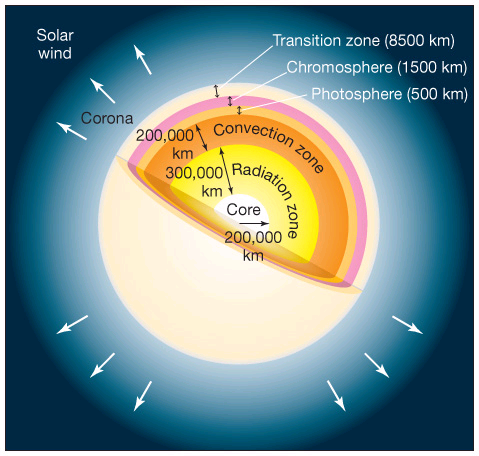 Solar
wind
Transition zone (8500 km)
Chromosphere (1500 km)
Photosphere (500 km)
Corona
200,000
km
Convection zone
300,000
km
Radiation zone
Core
200,000
km